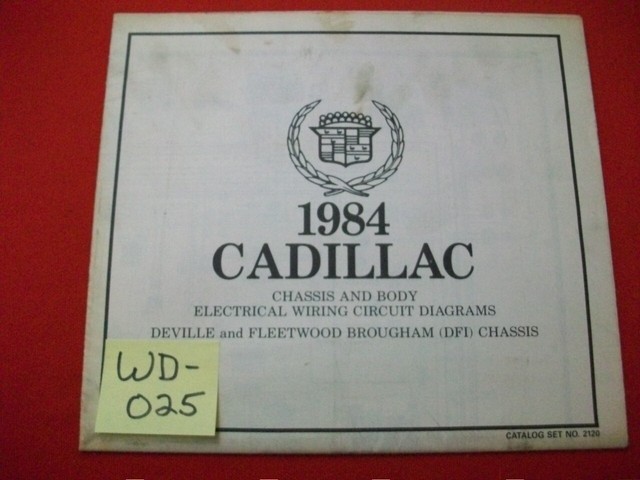 1984
CADILLAC
CHASSIS AND BODY
ELECTRICAL WIRING CIRCUIT DIAGRAMS
DEVILLE and FLEETWOOD BROUGHAM (DFI) CHASSIS
WD-
025
CATALOG SET NO. 2120